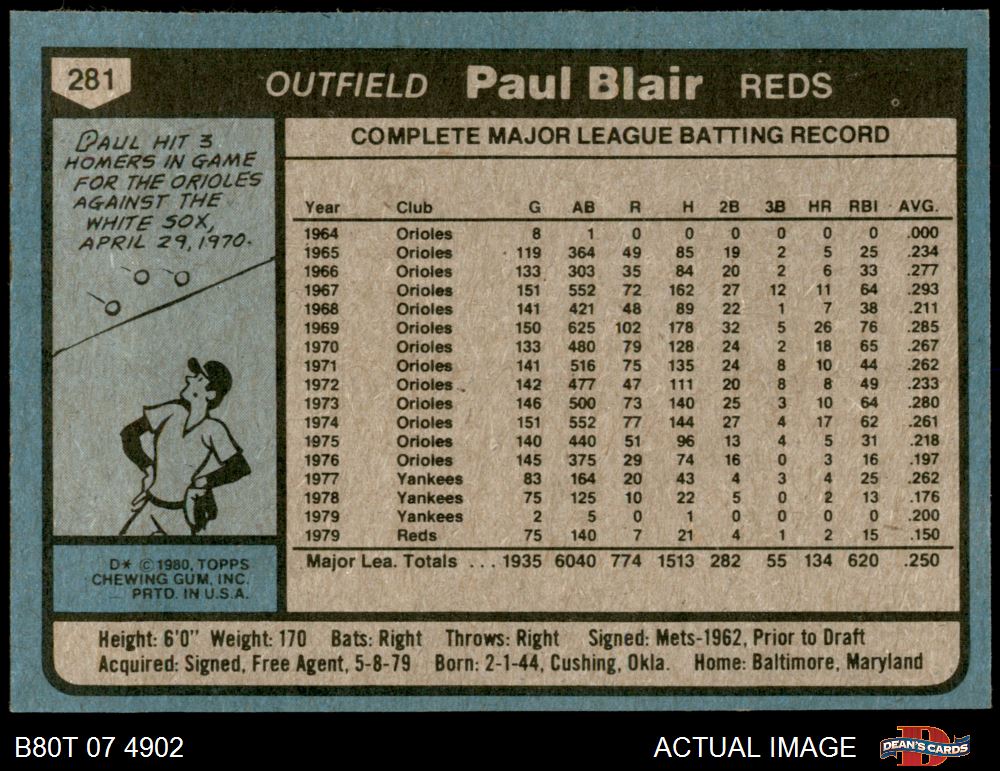 281 OUTFIELD Paul Blair REDS
PAUL HIT 3
HOMERS IN GAME
FOR THE ORIOLES
AGAINST THE
WHITE SOX,
APRIL 29, 1970.
COMPLETE MAJOR LEAGUE BATTING RECORD
Year Club G AB R H 2B 3B HR RBI AVG.
1964 Orioles 8 1 0 0 0 0 0 0 .000
1965 Orioles 119 364 49 85 19 2 5 25 .234
1966 Orioles 133 303 35 84 20 2 6 33 .277
1967 Orioles 151 552 72 162 27 12 11 64 .293
1968 Orioles 141 421 48 89 22 1 7 38 .211
1969 Orioles 150 625 102 178 32 5 26 76 .285
1970 Orioles 133 480 79 128 24 2 18 65 .267
1971 Orioles 141 516 75 135 24 8 10 44 .262
1972 Orioles 142 477 47 111 20 8 8 49 .233
1973 Orioles 146 500 73 140 25 3 10 64 .280
1974 Orioles 151 552 77 144 27 4 17 62 .261
1975 Orioles 140 440 51 96 13 4 5 31 .218
1976 Orioles 145 375 29 74 16 0 3 16 .197
1977 Yankees 83 164 20 43 4 3 4 25 .262
1978 Yankees 75 125 10 22 5 0 2 13 .176
1979 Yankees 2 5 0 1 0 0 0 0 .200
1979 Reds 75 140 7 21 4 1 2 15 .150
Major Lea. Totals ... 1935 6040 774 1513 282 55 134 620 .250
D* © 1980, TOPPS
CHEWING GUM, INC.
PRTD. IN U.S.A.
Height: 6'0" Weight: 170 Bats: Right Throws: Right Signed: Mets-1962, Prior to Draft
Acquired: Signed, Free Agent, 5-8-79 Born: 2-1-44, Cushing, Okla. Home: Baltimore, Maryland
B80T 07 4902 ACTUAL IMAGE DEAN'S CARDS